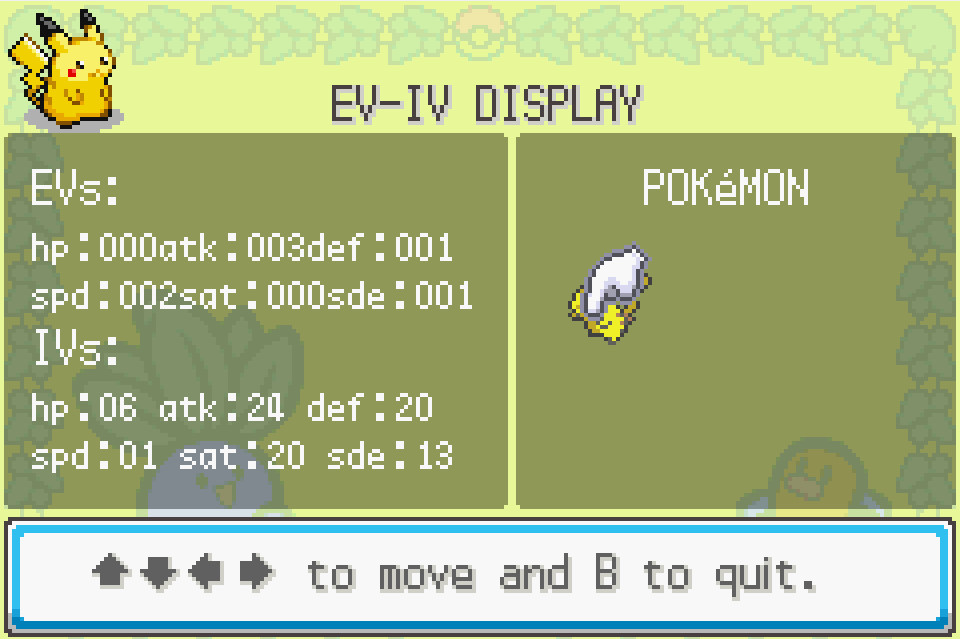 EV-IV DISPLAY
EVs:
hp:000atk:003def:001
spd:002sat:000sde:001
IVs:
hp:06 atk:24 def:20
spd:01 sat:20 sde:13
POKéMON
to move and B to quit.